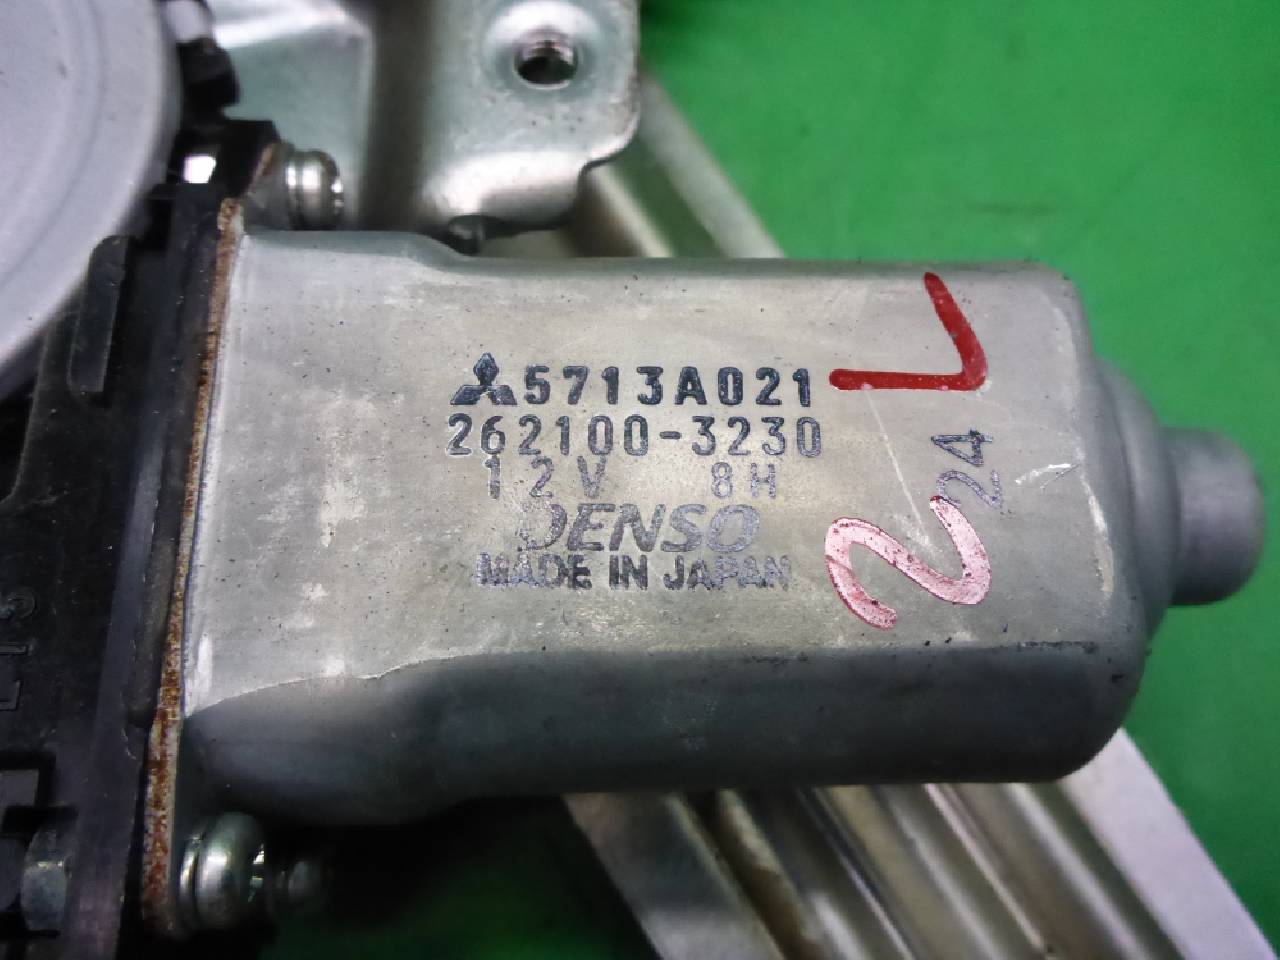 5713A021
262100-3230
12V 8H
DENSO
MADE IN JAPAN
L
224